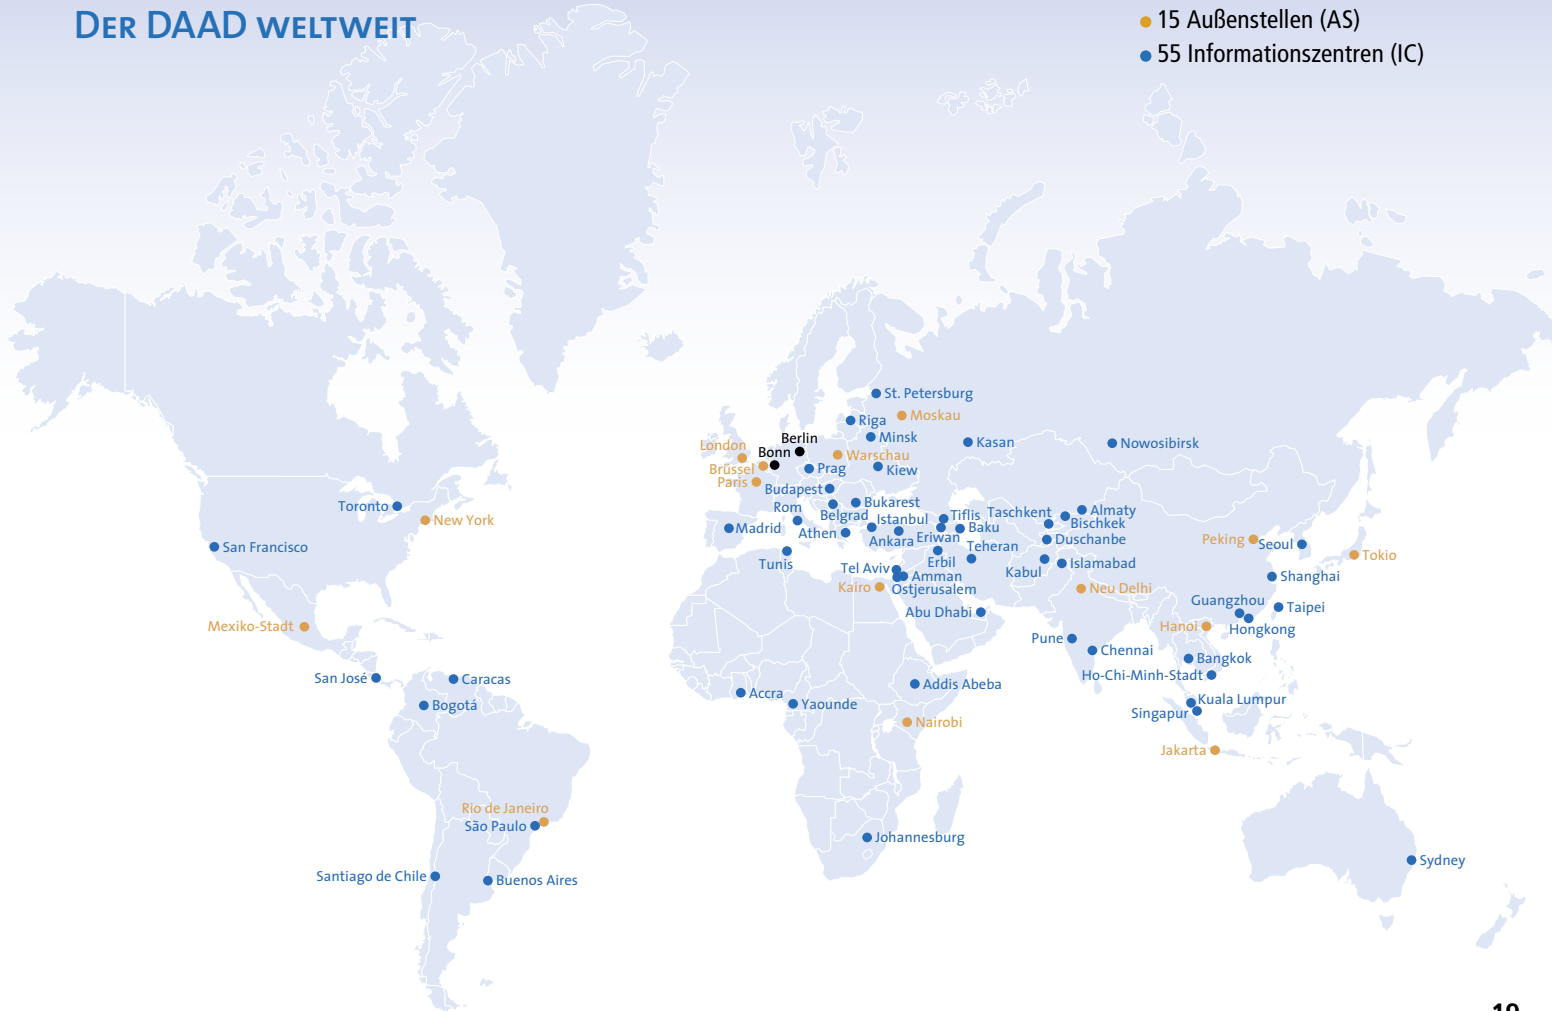 Der DAAD weltweit
15 Außenstellen (AS)
55 Informationszentren (IC)
St. Petersburg
Moskau
Riga
Minsk
Kasan
Nowosibirsk
London
Berlin
Bonn
Warschau
Brüssel
Prag
Kiew
Paris
Budapest
Bukarest
Rom
Belgrad
Istanbul
Tiflis
Taschkent
Almaty
Bischkek
Toronto
New York
Madrid
Athen
Ankara
Eriwan
Baku
Duschanbe
Peking
Seoul
Tokio
San Francisco
Tunis
Erbil
Teheran
Kabul
Islamabad
Tel Aviv
Amman
Shanghai
Kairo
Ostjerusalem
Neu Delhi
Abu Dhabi
Guangzhou
Taipei
Mexiko-Stadt
Hanoi
Hongkong
Pune
Chennai
Bangkok
San José
Caracas
Ho-Chi-Minh-Stadt
Accra
Addis Abeba
Bogotá
Yaounde
Kuala Lumpur
Singapur
Nairobi
Jakarta
Rio de Janeiro
São Paulo
Johannesburg
Sydney
Santiago de Chile
Buenos Aires